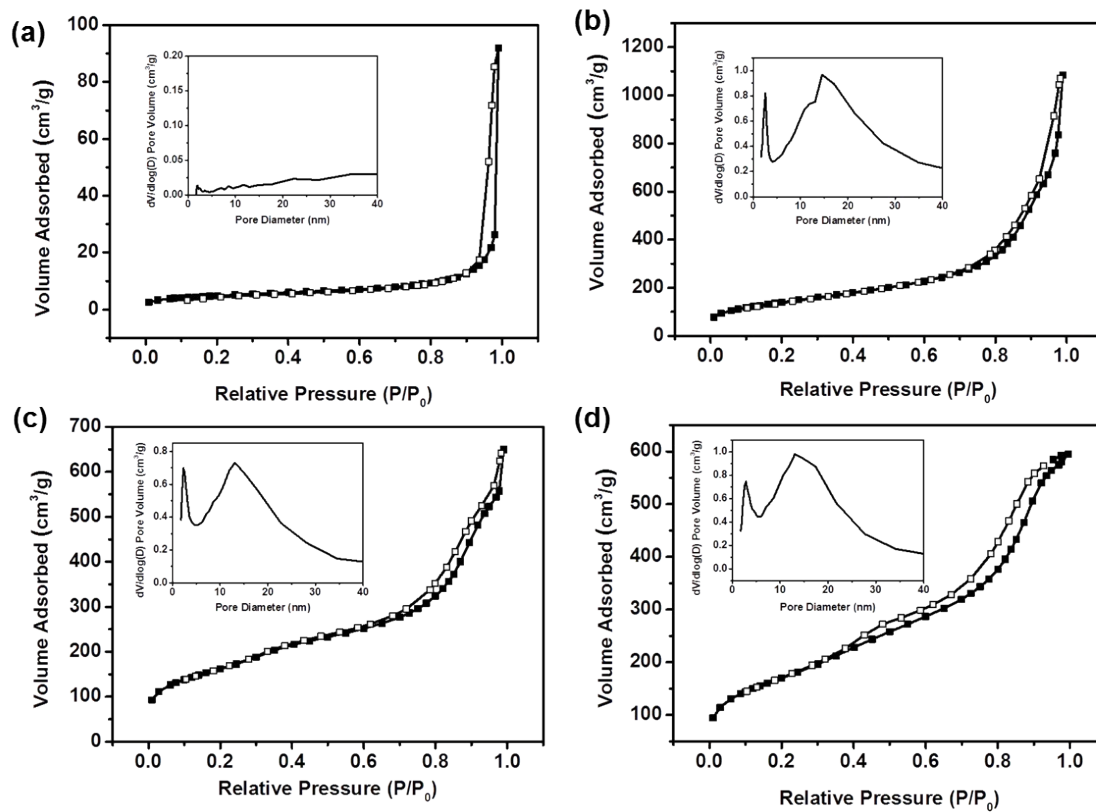 (a)
100
80
60
40
20
0
Volume Adsorbed (cm³/g)
0.0 0.2 0.4 0.6 0.8 1.0
Relative Pressure (P/P₀)
0.20
0.15
0.10
0.05
0.00
dV/dlog(D) Pore Volume (cm³/g)
0 10 20 30 40
Pore Diameter (nm)
(b)
1200
1000
800
600
400
200
0
Volume Adsorbed (cm³/g)
0.0 0.2 0.4 0.6 0.8 1.0
Relative Pressure (P/P₀)
1.0
0.8
0.6
0.4
0.2
0.0
dV/dlog(D) Pore Volume (cm³/g)
0 10 20 30 40
Pore Diameter (nm)
(c)
700
600
500
400
300
200
100
0
Volume Adsorbed (cm³/g)
0.0 0.2 0.4 0.6 0.8 1.0
Relative Pressure (P/P₀)
0.8
0.6
0.4
0.2
0.0
dV/dlog(D) Pore Volume (cm³/g)
0 10 20 30 40
Pore Diameter (nm)
(d)
600
500
400
300
200
100
Volume Adsorbed (cm³/g)
0.0 0.2 0.4 0.6 0.8 1.0
Relative Pressure (P/P₀)
1.0
0.8
0.6
0.4
0.2
0.0
dV/dlog(D) Pore Volume (cm³/g)
0 10 20 30 40
Pore Diameter (nm)